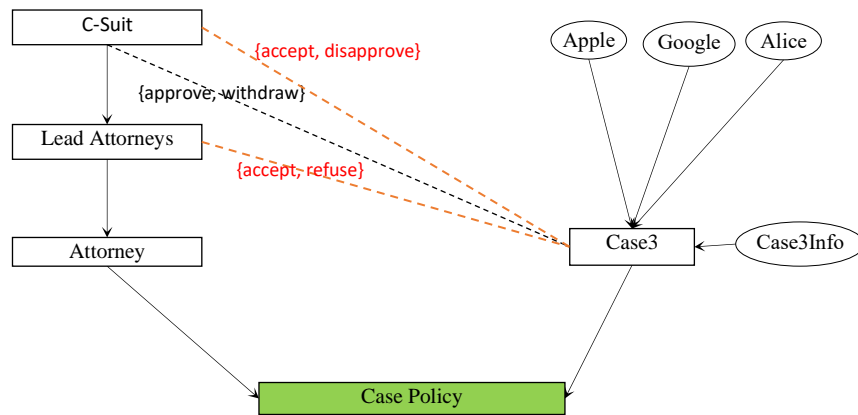 C-Suit
{accept, disapprove}
Apple
Google
Alice
{approve, withdraw}
Lead Attorneys
{accept, refuse}
Attorney
Case3
Case3Info
Case Policy